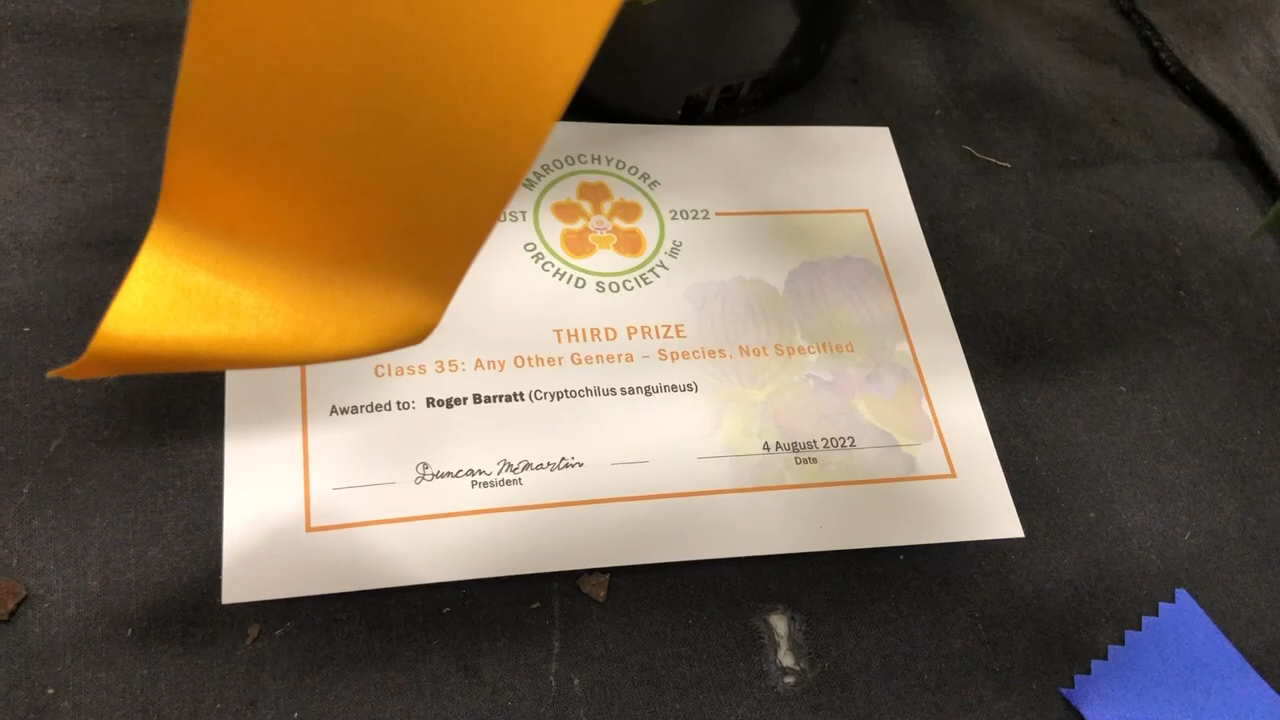 MAROOCHYDORE
UST 2022
ORCHID SOCIETY inc
THIRD PRIZE
Class 35: Any Other Genera – Species, Not Specified
Awarded to: Roger Barratt (Cryptochilus sanguineus)
Duncan McMartin
4 August 2022
President
Date